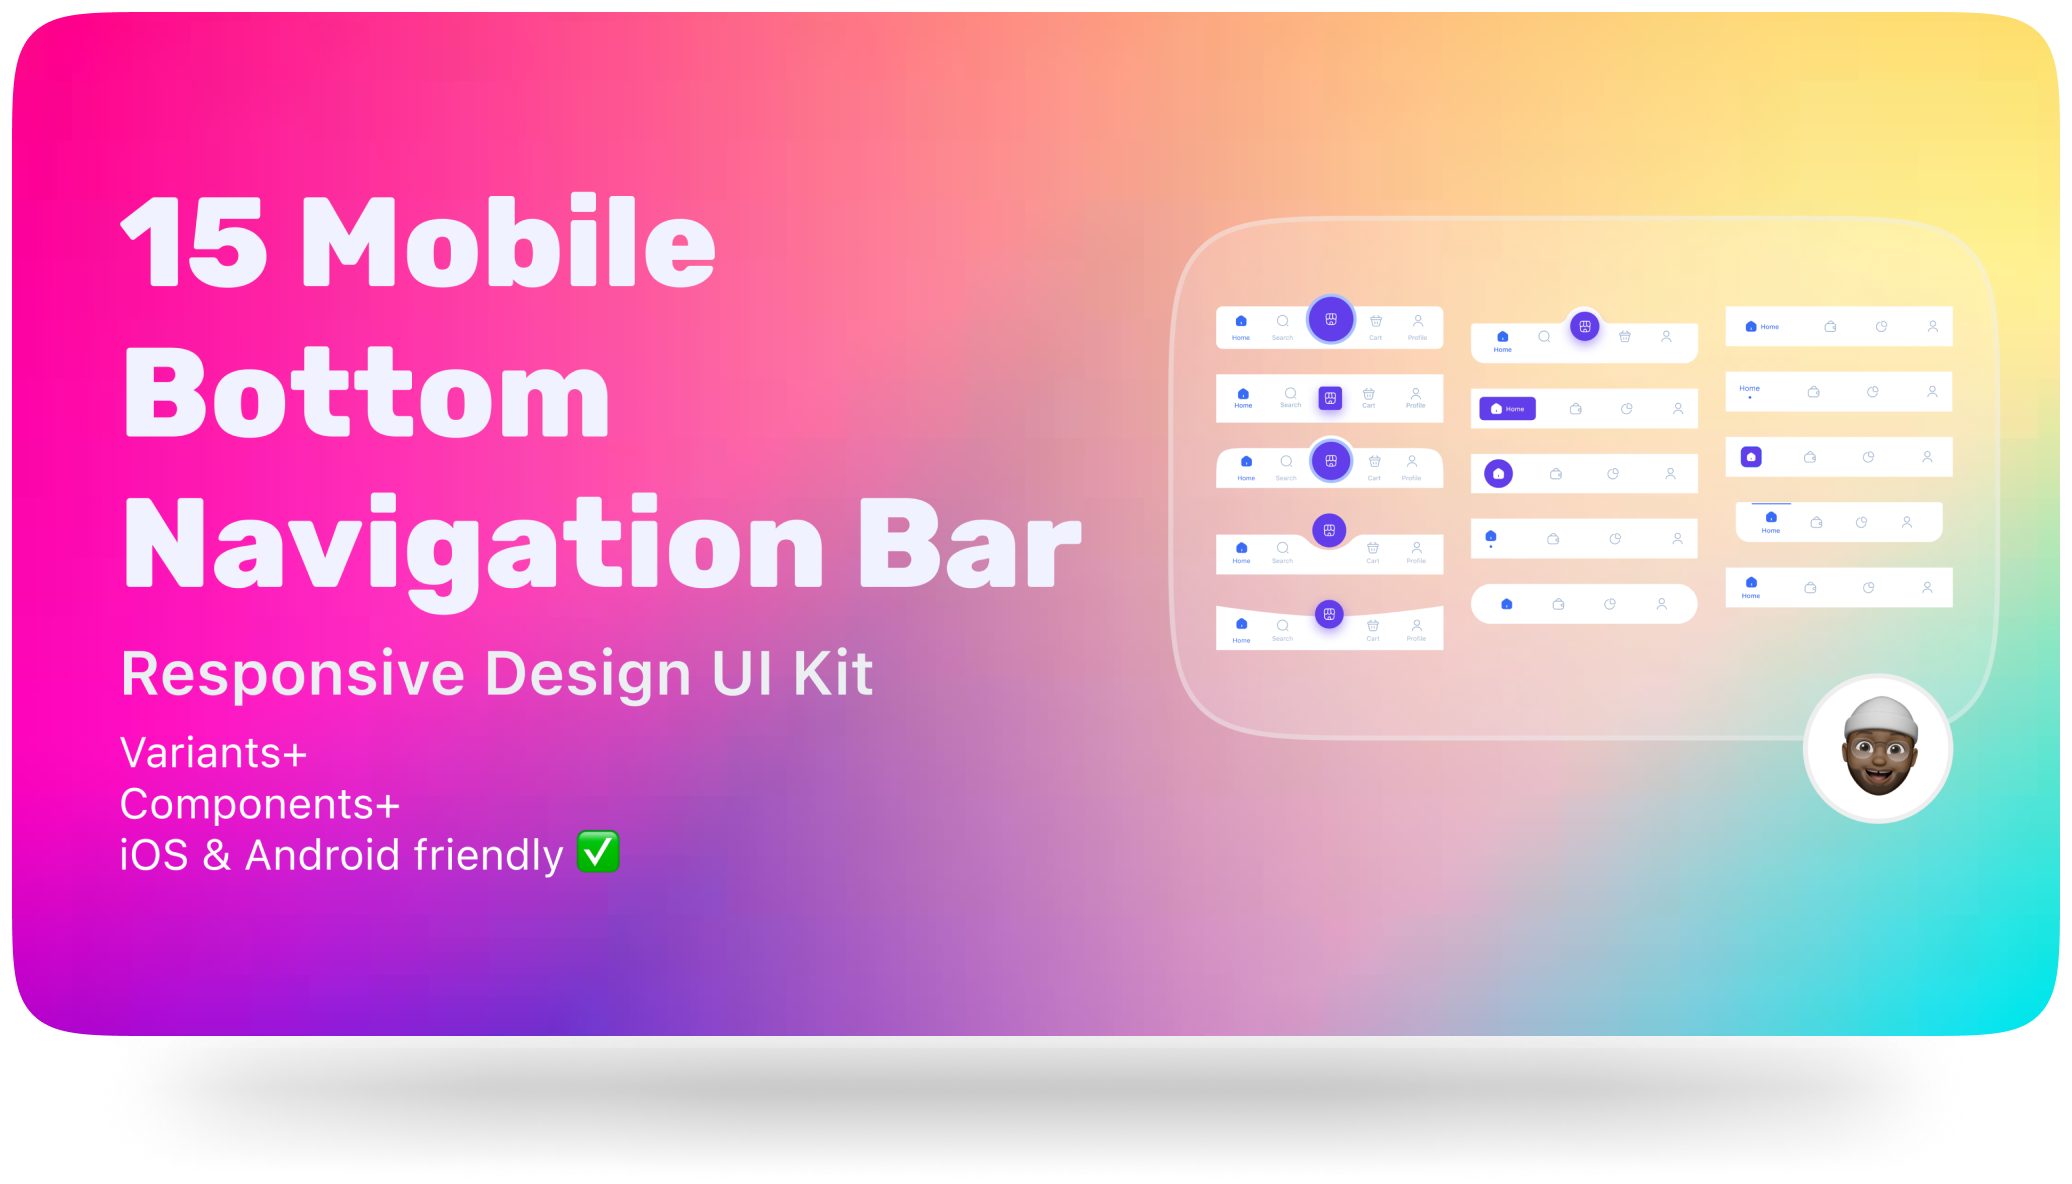 15 Mobile
Bottom
Navigation Bar
Responsive Design UI Kit
Variants+
Components+
iOS & Android friendly ✅
Home Search Cart Profile
Home Search Cart Profile
Home Search Cart Profile
Home Search Cart Profile
Home Search Cart Profile
Home
Home
Home
Home
Home
Home